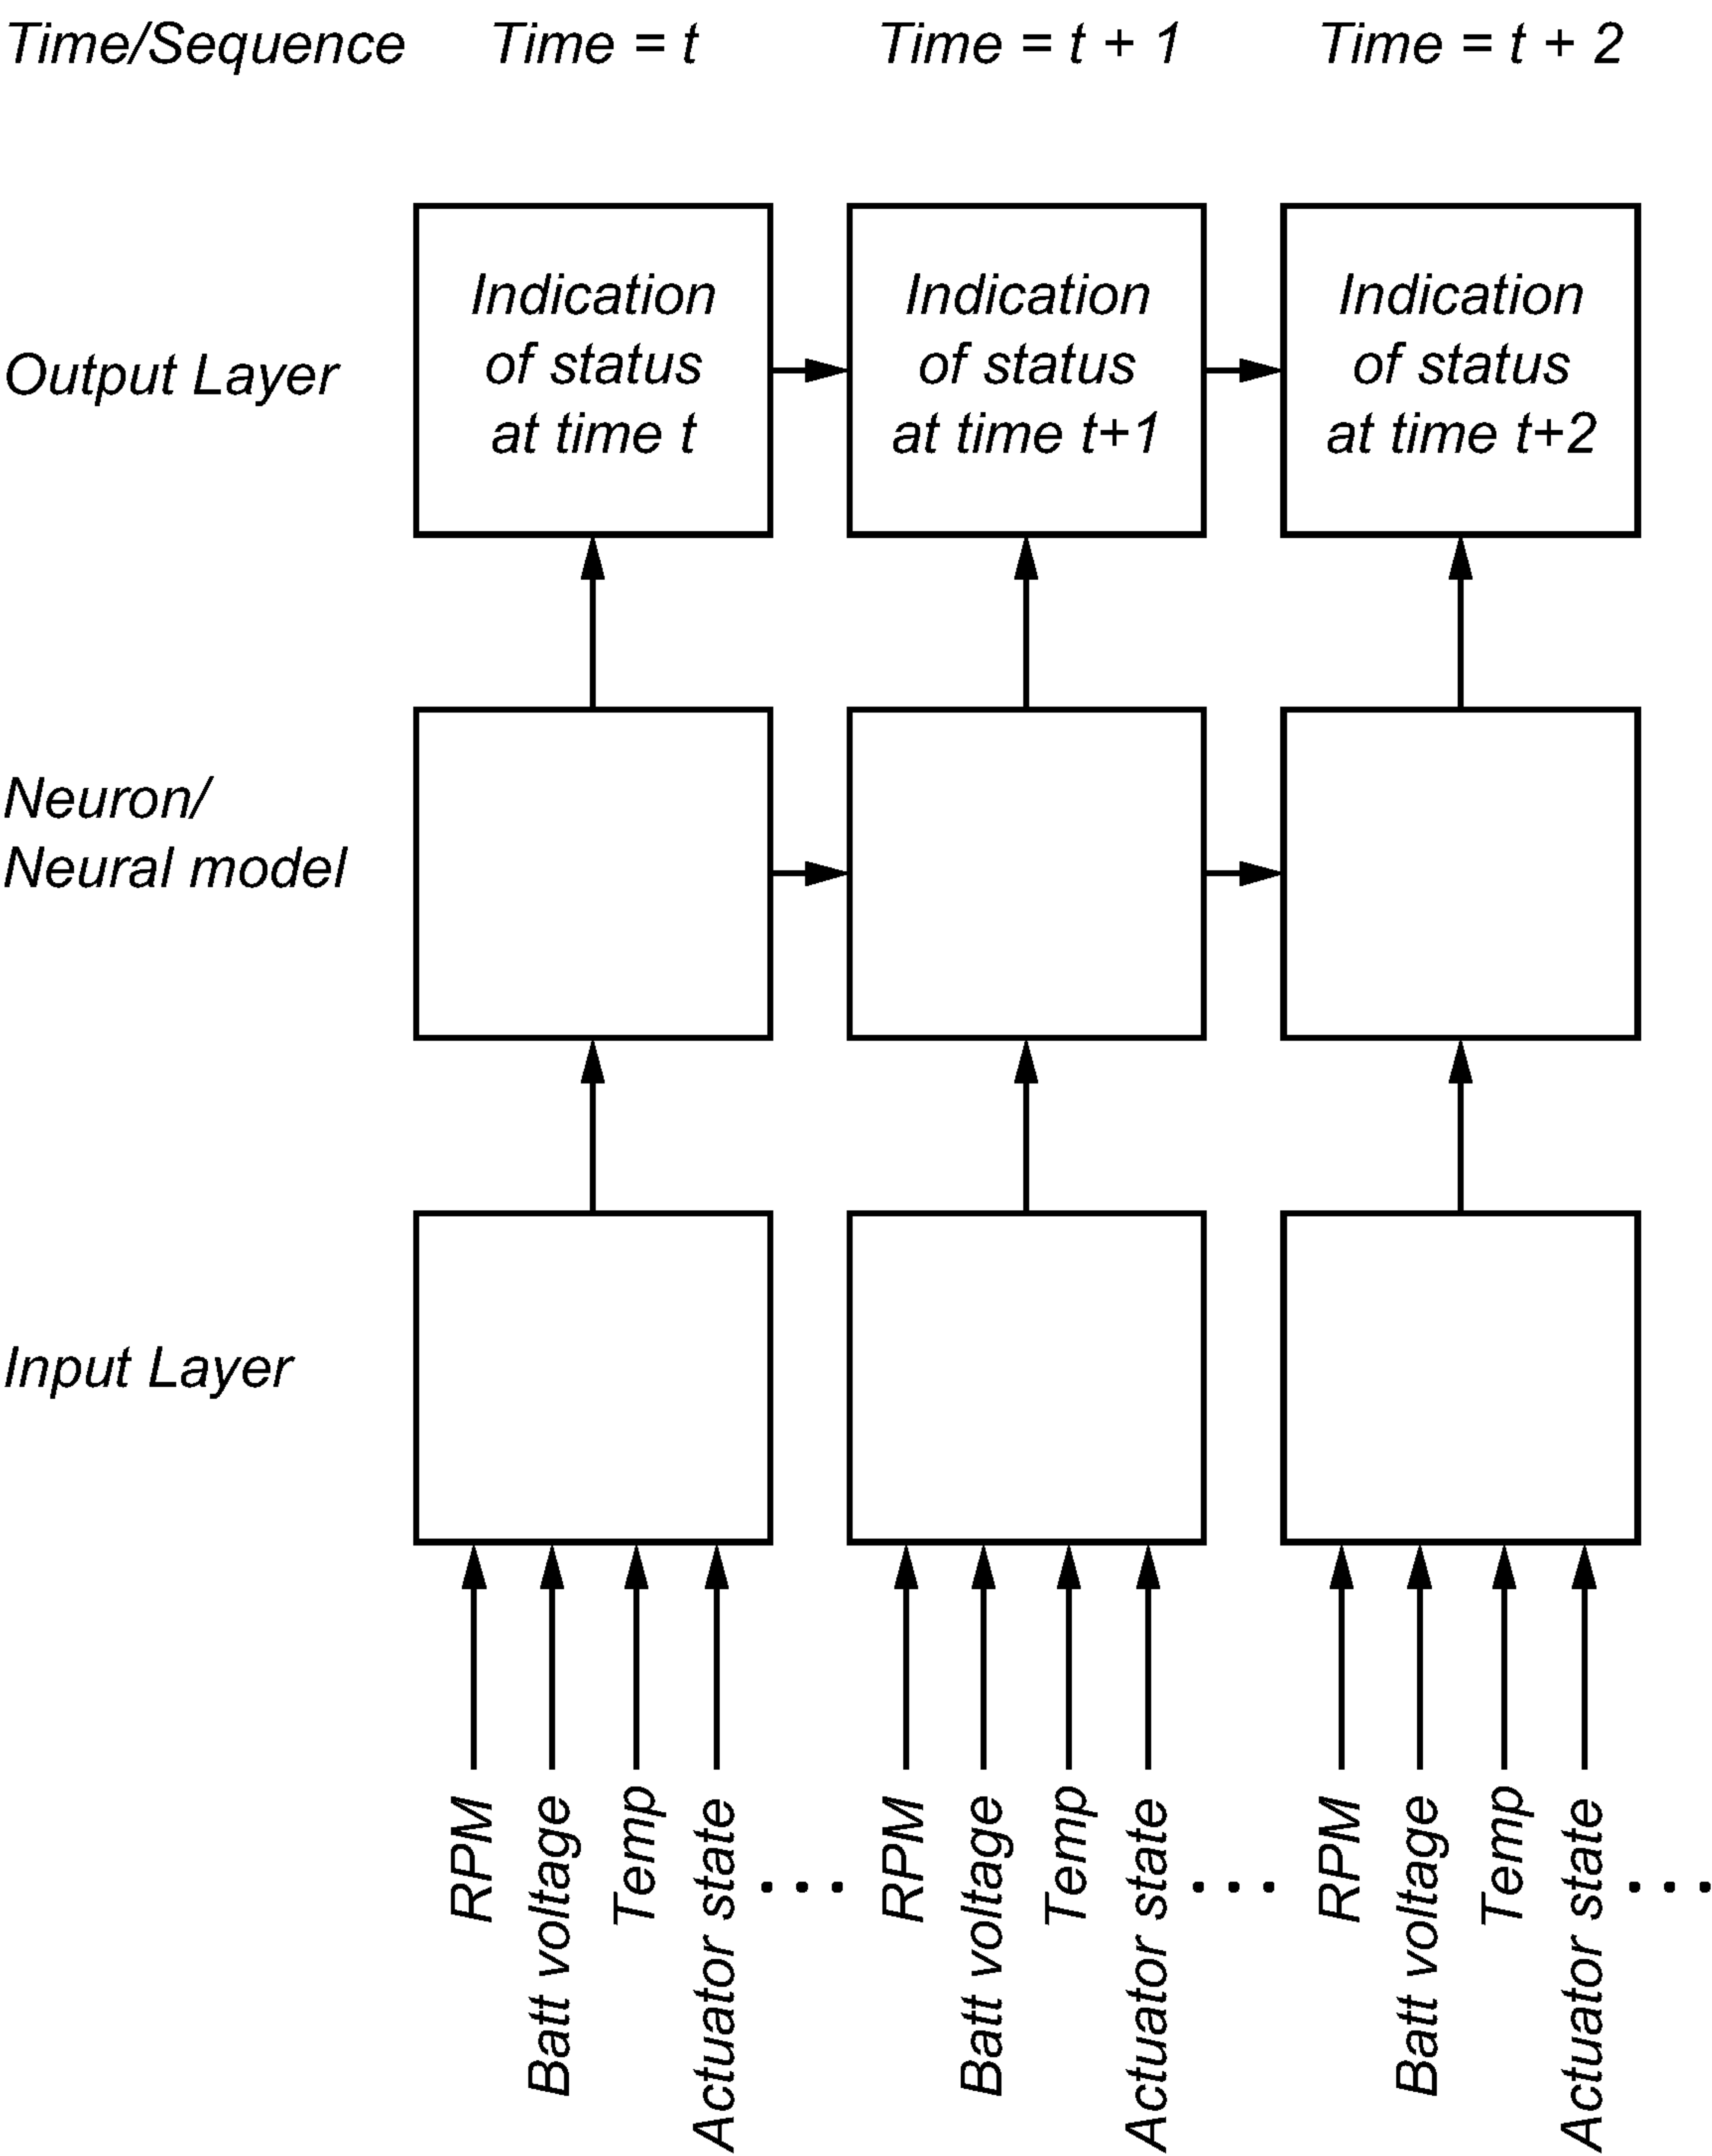 Time/Sequence
Time = t
Time = t + 1
Time = t + 2
Output Layer
Indication
of status
at time t
Indication
of status
at time t+1
Indication
of status
at time t+2
Neuron/
Neural model
Input Layer
RPM
Batt voltage
Temp
Actuator state
...
RPM
Batt voltage
Temp
Actuator state
...
RPM
Batt voltage
Temp
Actuator state
...